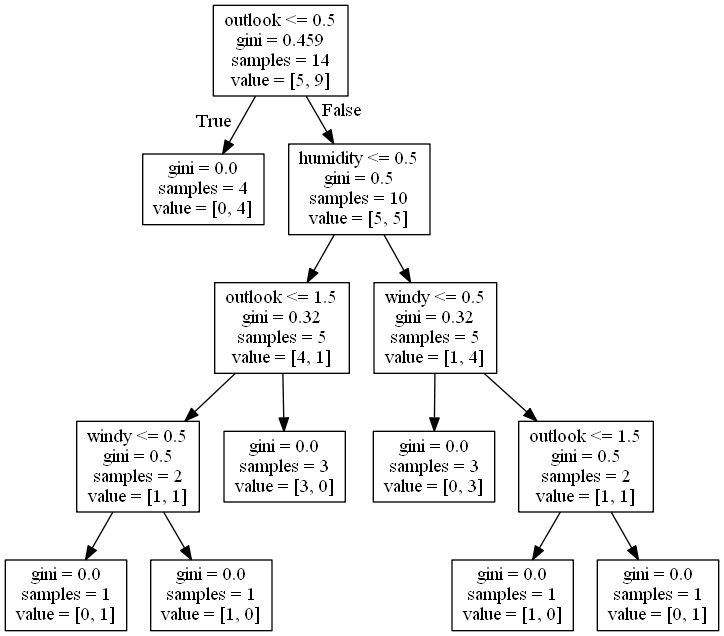 outlook <= 0.5
gini = 0.459
samples = 14
value = [5, 9]
True
False
gini = 0.0
samples = 4
value = [0, 4]
humidity <= 0.5
gini = 0.5
samples = 10
value = [5, 5]
outlook <= 1.5
gini = 0.32
samples = 5
value = [4, 1]
windy <= 0.5
gini = 0.32
samples = 5
value = [1, 4]
windy <= 0.5
gini = 0.5
samples = 2
value = [1, 1]
gini = 0.0
samples = 3
value = [3, 0]
gini = 0.0
samples = 3
value = [0, 3]
outlook <= 1.5
gini = 0.5
samples = 2
value = [1, 1]
gini = 0.0
samples = 1
value = [0, 1]
gini = 0.0
samples = 1
value = [1, 0]
gini = 0.0
samples = 1
value = [1, 0]
gini = 0.0
samples = 1
value = [0, 1]